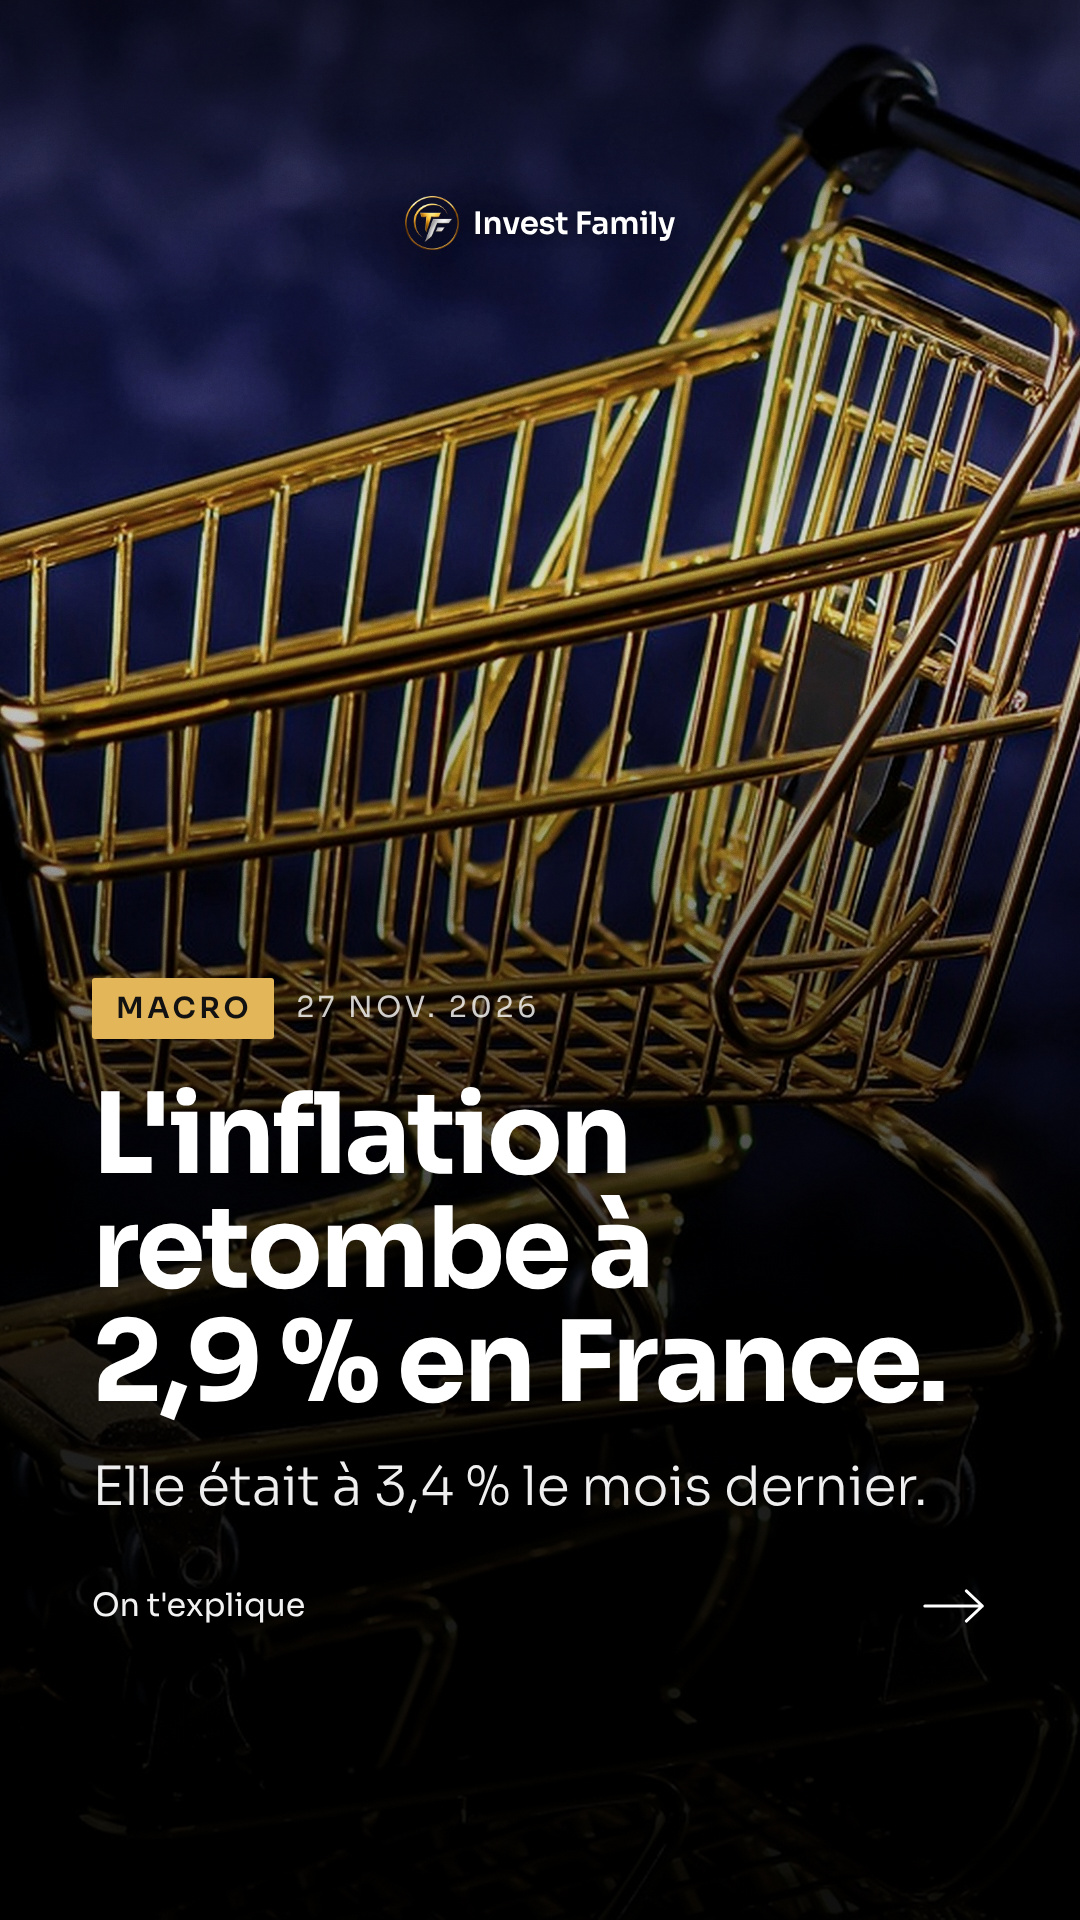 Invest Family
MACRO 27 NOV. 2026
L'inflation
retombe à
2,9 % en France.
Elle était à 3,4 % le mois dernier.
On t'explique